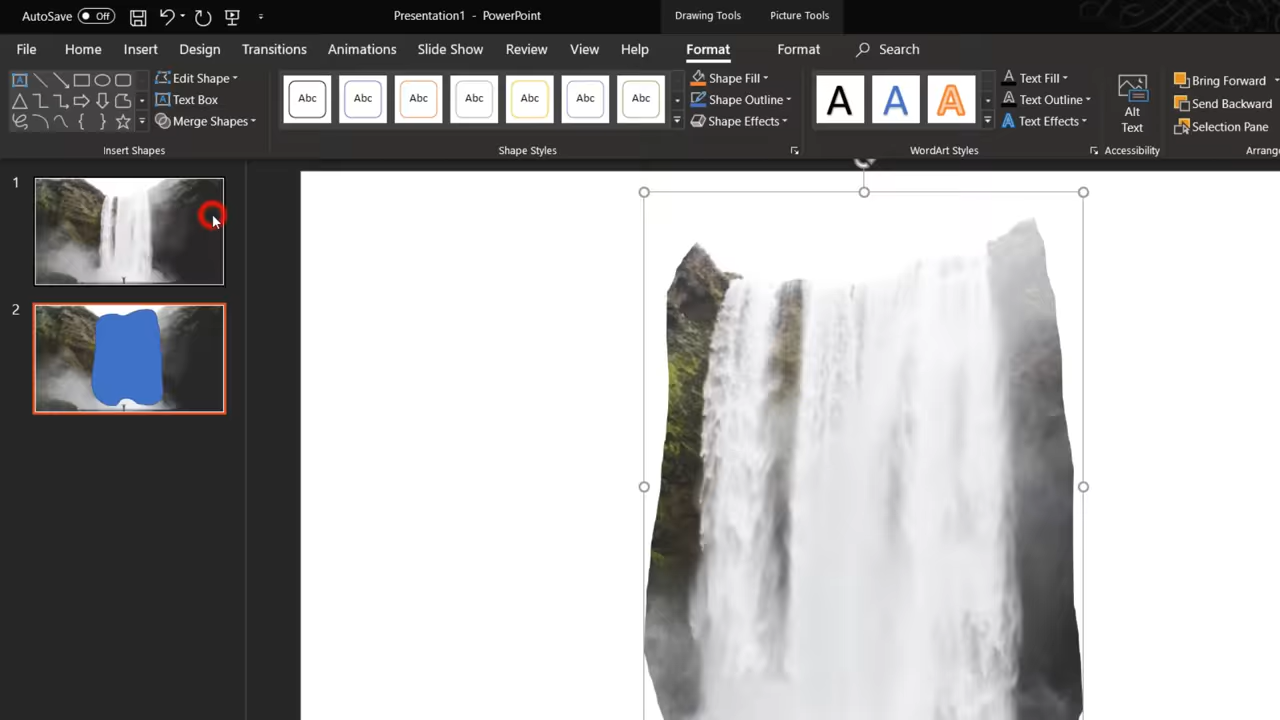 AutoSave Off Presentation1 - PowerPoint Drawing Tools Picture Tools
File Home Insert Design Transitions Animations Slide Show Review View Help Format Format Search
Edit Shape
Text Box
Merge Shapes
Insert Shapes
Abc Abc Abc Abc Abc Abc Abc
Shape Fill
Shape Outline
Shape Effects
Shape Styles
A A A
Text Fill
Text Outline
Text Effects
WordArt Styles
Alt
Text
Accessibility
Bring Forward
Send Backward
Selection Pane
Arrang
1
2